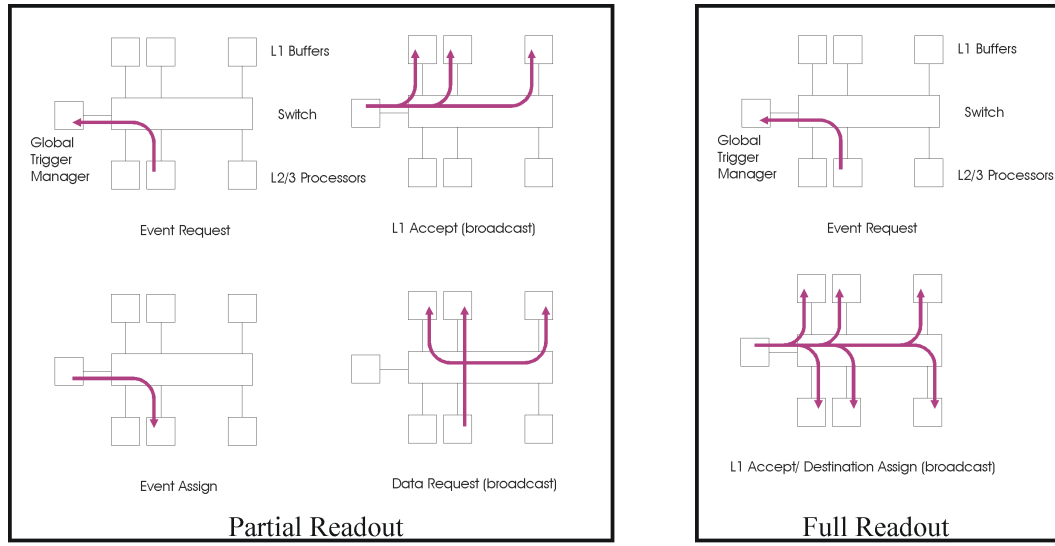 L1 Buffers
Switch
Global
Trigger
Manager
L2/3 Processors
Event Request
L1 Accept (broadcast)
Event Assign
Data Request (broadcast)
Partial Readout
L1 Buffers
Switch
Global
Trigger
Manager
L2/3 Processors
Event Request
L1 Accept/ Destination Assign (broadcast)
Full Readout